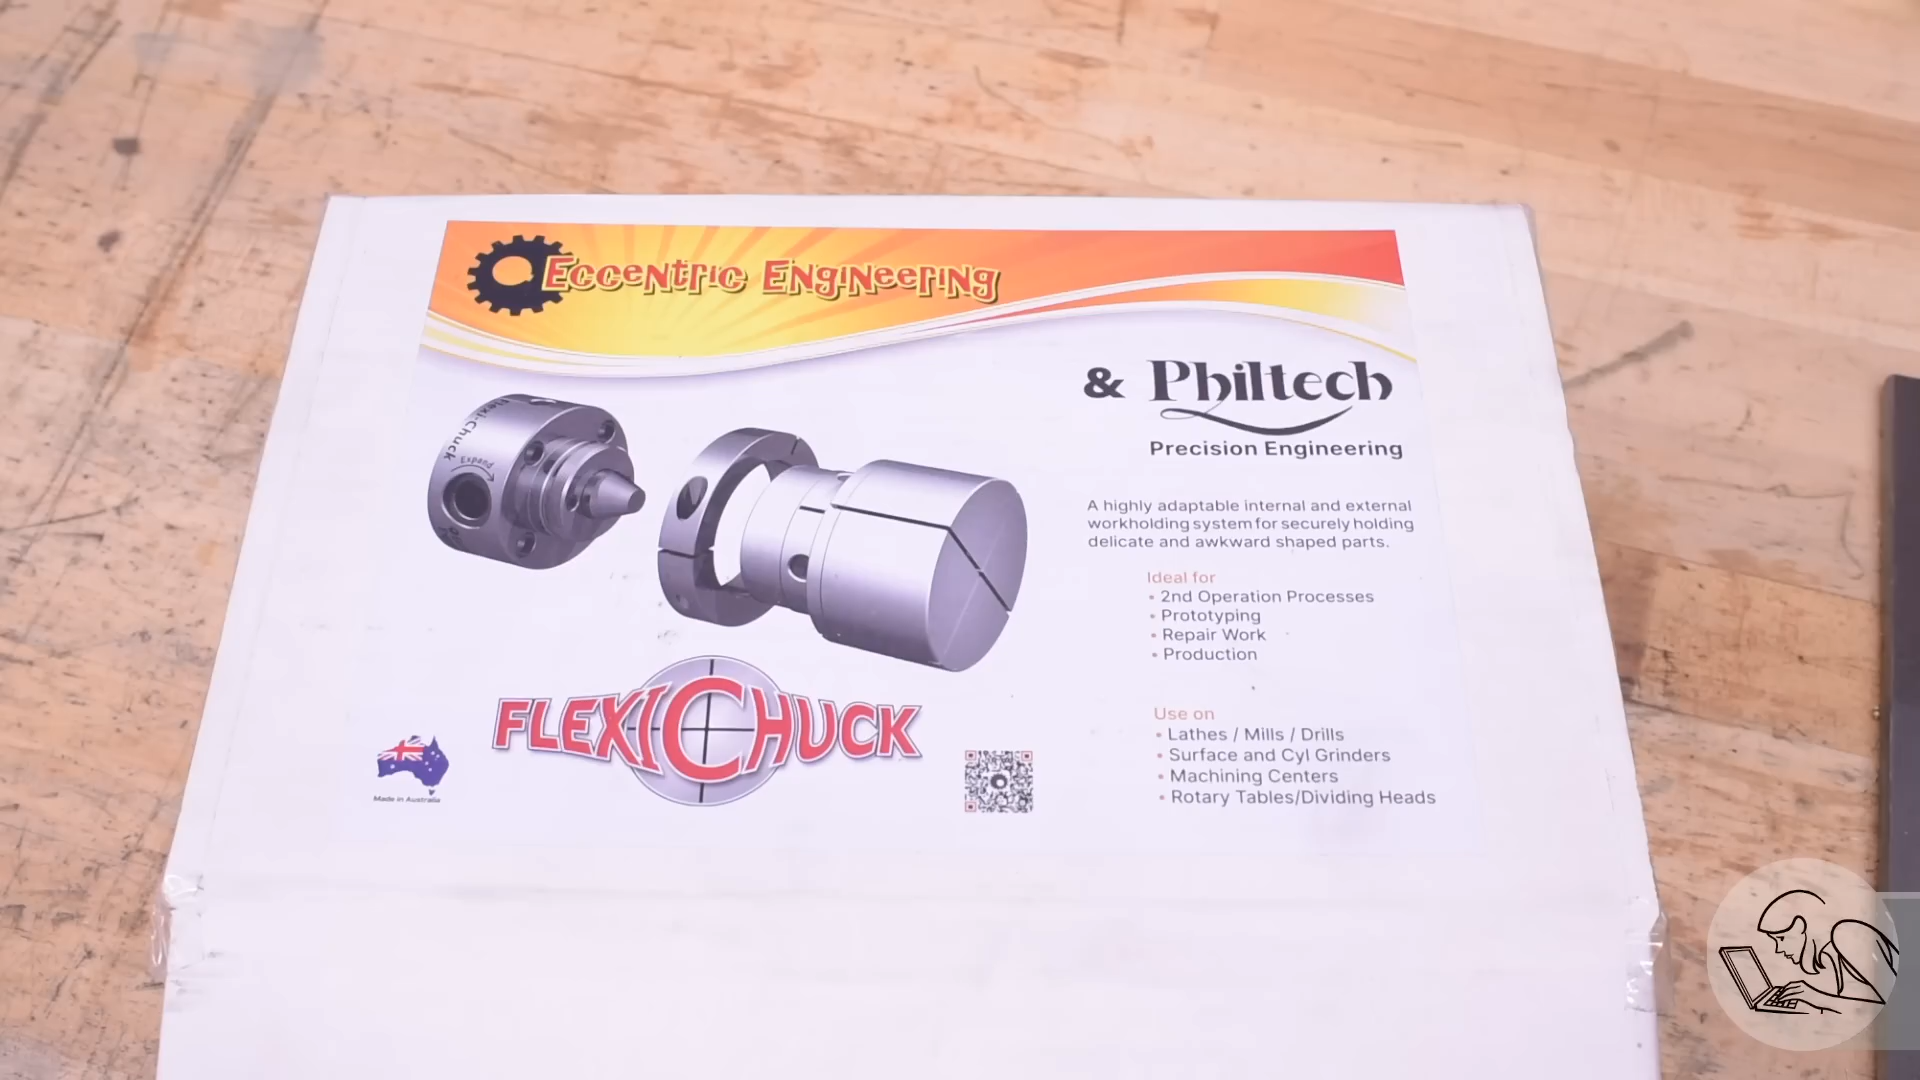 Eccentric Engineering
& Philtech
Precision Engineering
Flexi-Chuck
Expand
A highly adaptable internal and external
workholding system for securely holding
delicate and awkward shaped parts.
Ideal for
• 2nd Operation Processes
• Prototyping
• Repair Work
• Production
FLEXICHUCK
Made in Australia
Use on
• Lathes / Mills / Drills
• Surface and Cyl Grinders
• Machining Centers
• Rotary Tables/Dividing Heads